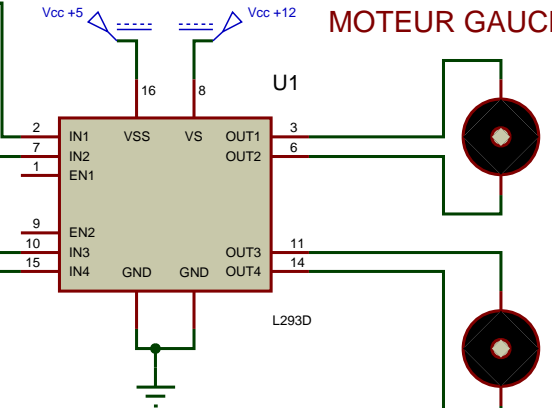 Vcc +5
Vcc +12
MOTEUR GAUCH
16
8
U1
2 IN1 VSS VS OUT1 3
7 IN2 OUT2 6
1 EN1
9 EN2
10 IN3 OUT3 11
15 IN4 GND GND OUT4 14
L293D